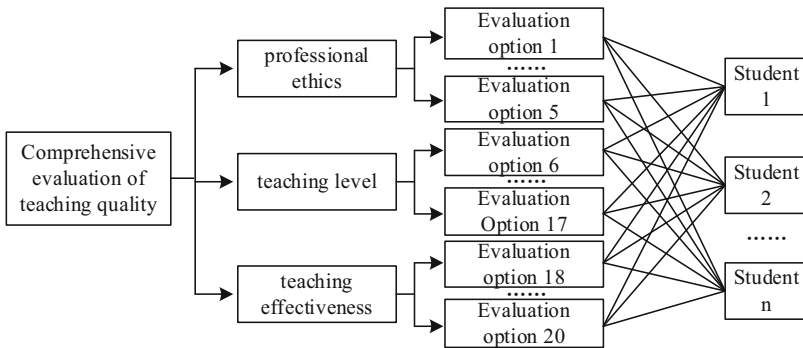 Comprehensive
evaluation of
teaching quality
professional
ethics
teaching level
teaching
effectiveness
Evaluation
option 1
......
Evaluation
option 5
Evaluation
option 6
......
Evaluation
Option 17
Evaluation
option 18
......
Evaluation
option 20
Student
1
Student
2
......
Student
n